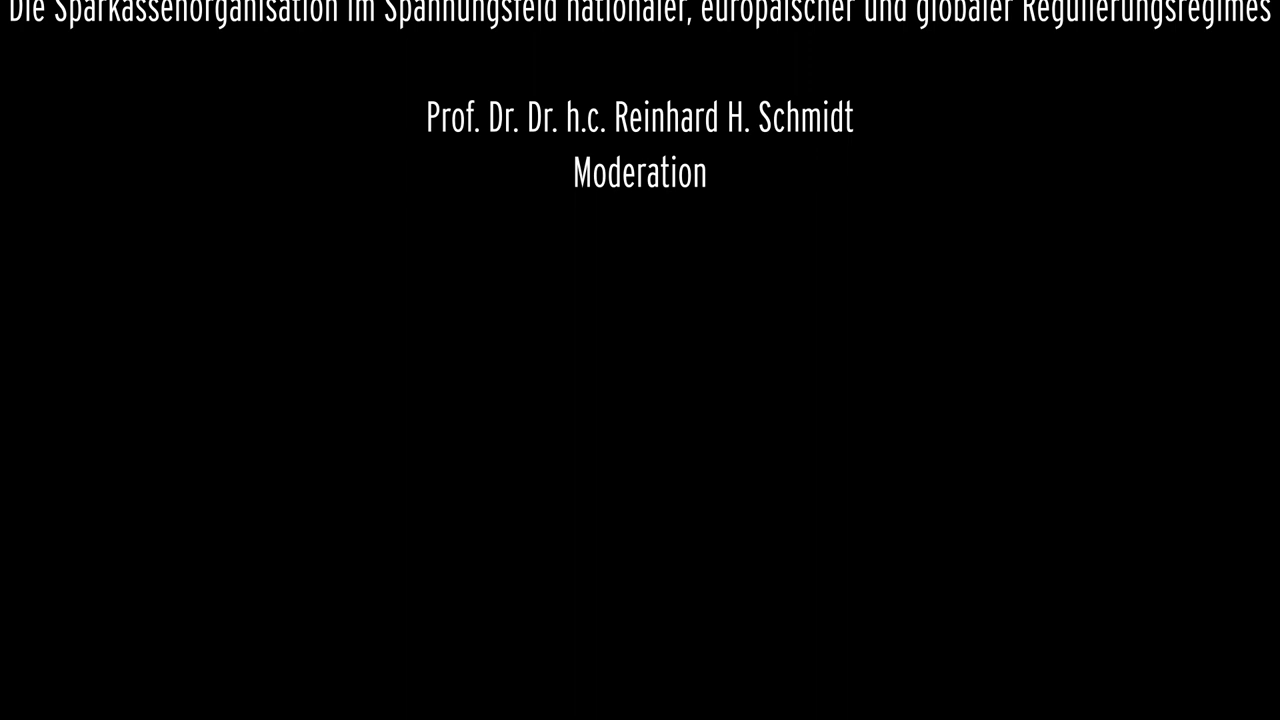 Die Sparkassenorganisation im Spannungsfeld nationaler, europäischer und globaler Regulierungsregimes
Prof. Dr. Dr. h.c. Reinhard H. Schmidt
Moderation